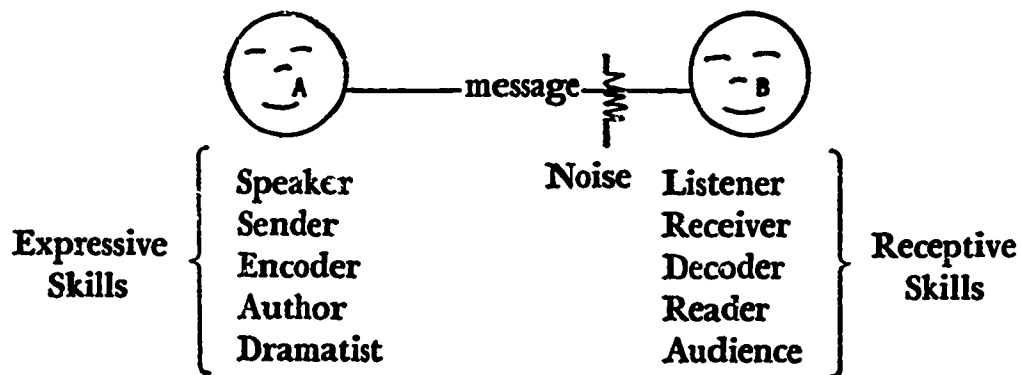 A message B
Noise
Expressive
Skills
Speaker
Sender
Encoder
Author
Dramatist
Listener
Receiver
Decoder
Reader
Audience
Receptive
Skills